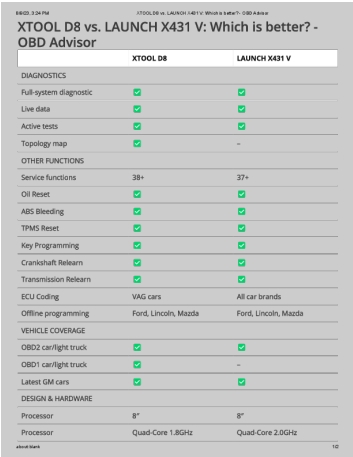 8/8/23, 3:24 PM XTOOL D8 vs. LAUNCH X431 V: Which is better? - OBD Advisor
XTOOL D8 vs. LAUNCH X431 V: Which is better? -
OBD Advisor
XTOOL D8 LAUNCH X431 V
DIAGNOSTICS
Full-system diagnostic ✅ ✅
Live data ✅ ✅
Active tests ✅ ✅
Topology map ✅ –
OTHER FUNCTIONS
Service functions 38+ 37+
Oil Reset ✅ ✅
ABS Bleeding ✅ ✅
TPMS Reset ✅ ✅
Key Programming ✅ ✅
Crankshaft Relearn ✅ ✅
Transmission Relearn ✅ ✅
ECU Coding VAG cars All car brands
Offline programming Ford, Lincoln, Mazda Ford, Lincoln, Mazda
VEHICLE COVERAGE
OBD2 car/light truck ✅ ✅
OBD1 car/light truck ✅ –
Latest GM cars ✅ ✅
DESIGN & HARDWARE
Processor 8" 8"
Processor Quad-Core 1.8GHz Quad-Core 2.0GHz
about:blank 1/2